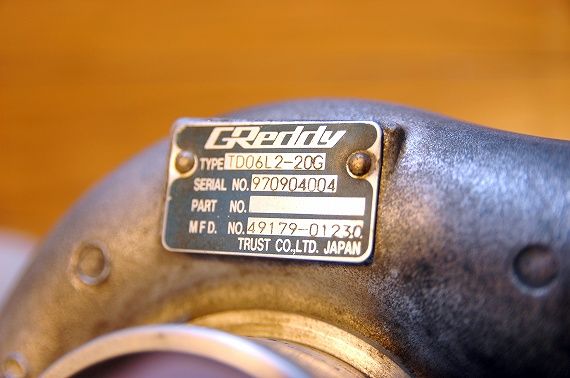 GReddy
TYPE TD06L2-20G
SERIAL NO. 970904004
PART NO.
MFD. NO. 49179-01230
TRUST CO.,LTD. JAPAN